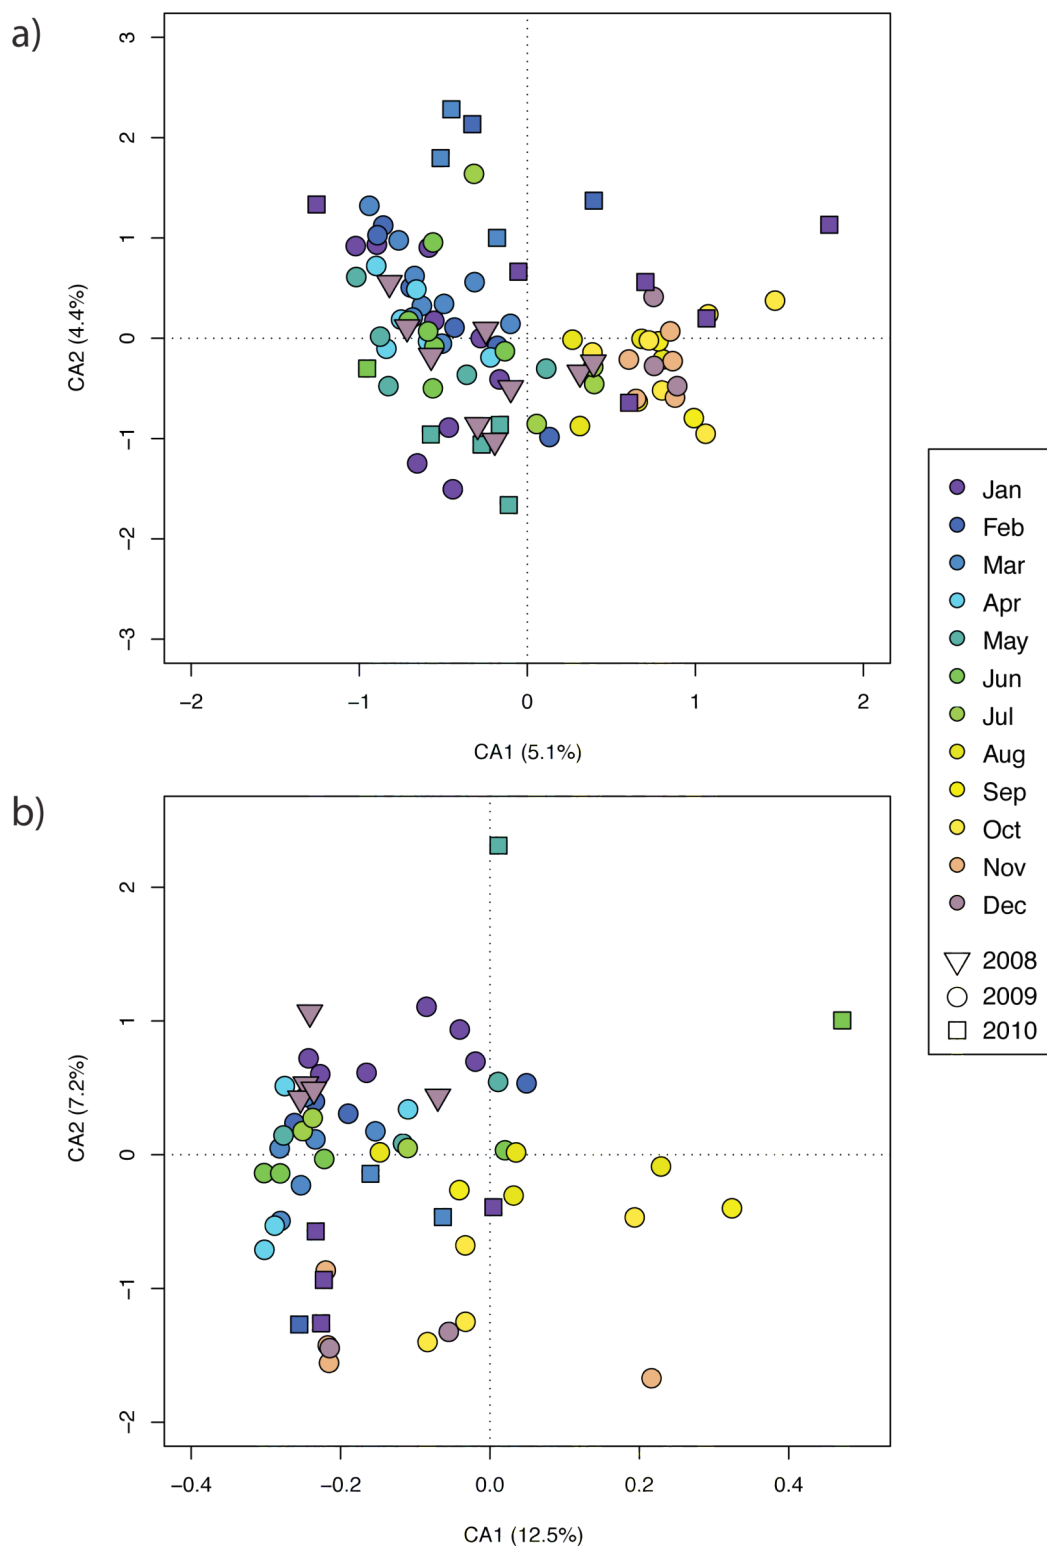 a)
3
2
1
0
−1
−2
−3
CA2 (4.4%)
−2 −1 0 1 2
CA1 (5.1%)
b)
2
1
0
−1
−2
CA2 (7.2%)
−0.4 −0.2 0.0 0.2 0.4
CA1 (12.5%)
Jan
Feb
Mar
Apr
May
Jun
Jul
Aug
Sep
Oct
Nov
Dec
2008
2009
2010